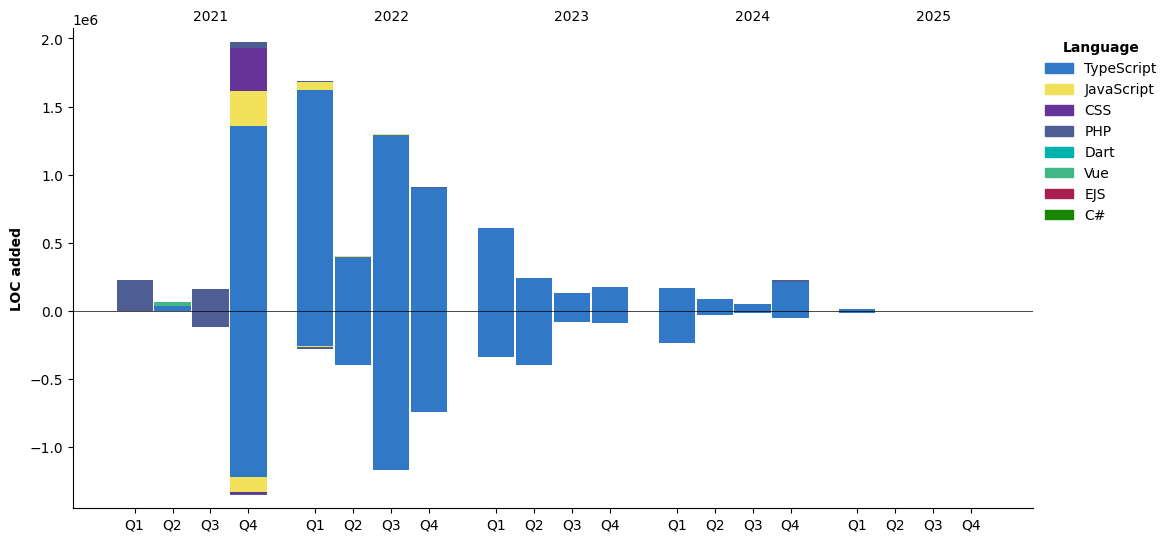 1e6
2021 2022 2023 2024 2025
Language
TypeScript
JavaScript
CSS
PHP
Dart
Vue
EJS
C#
LOC added
2.0
1.5
1.0
0.5
0.0
−0.5
−1.0
Q1 Q2 Q3 Q4 Q1 Q2 Q3 Q4 Q1 Q2 Q3 Q4 Q1 Q2 Q3 Q4 Q1 Q2 Q3 Q4